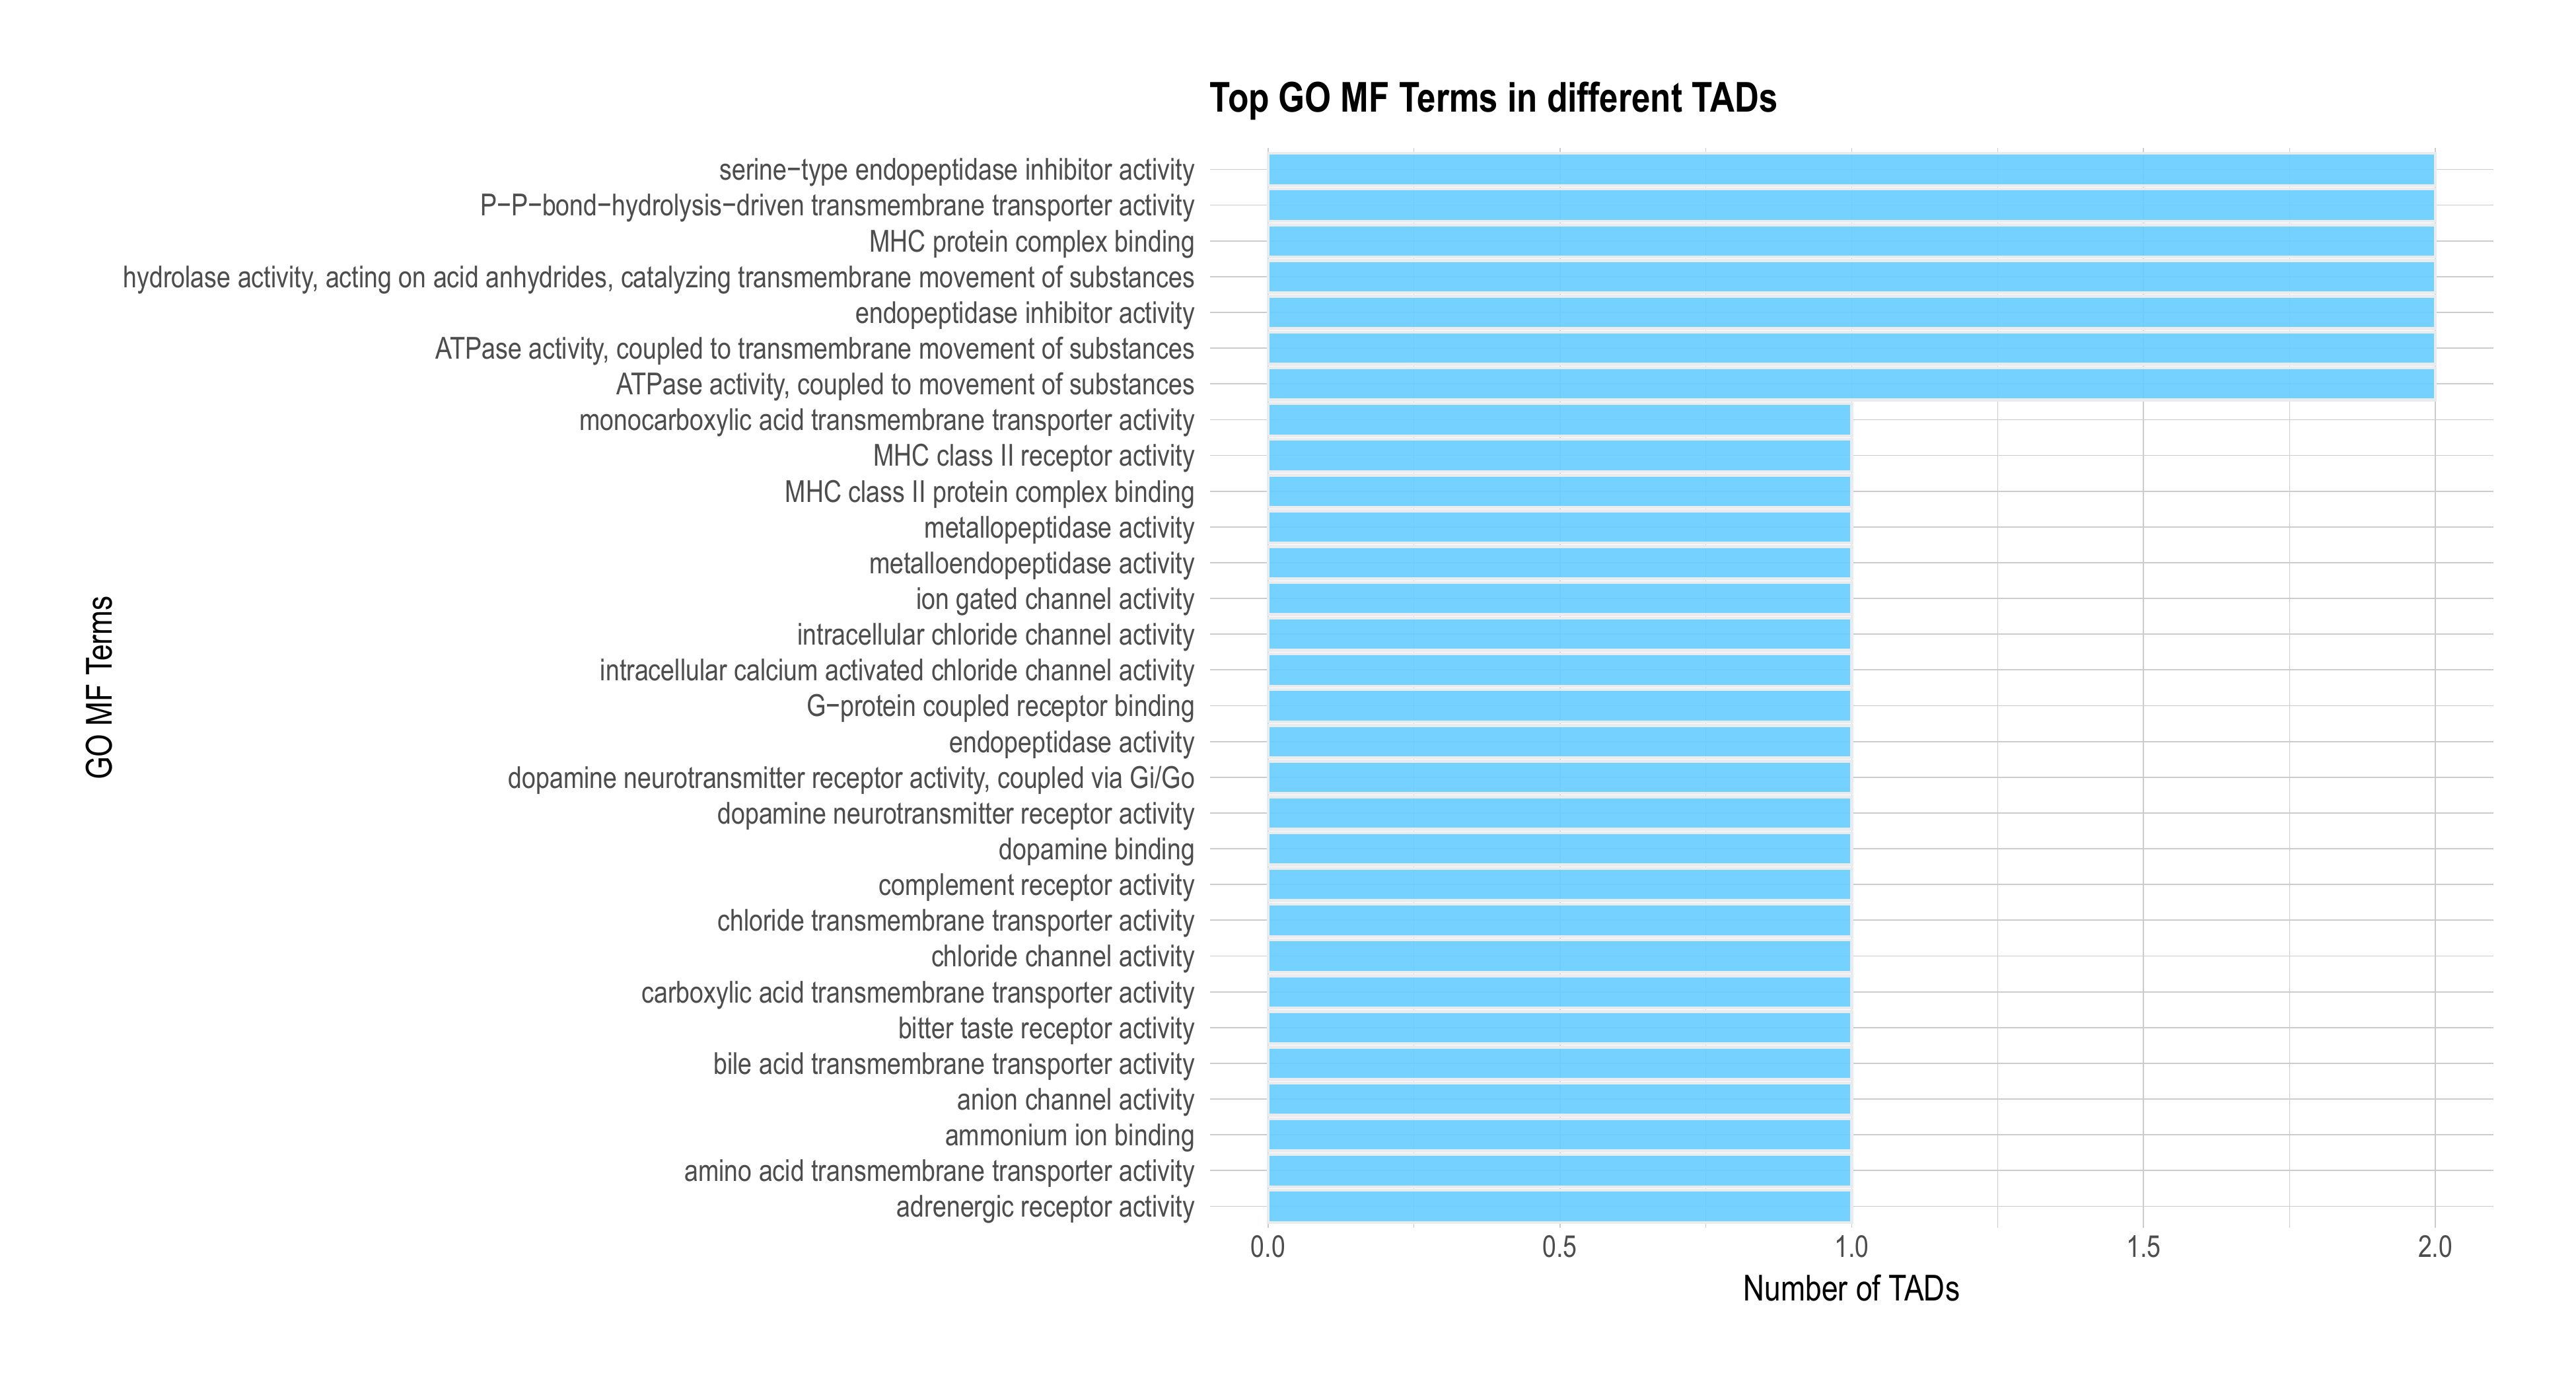 Top GO MF Terms in different TADs
serine−type endopeptidase inhibitor activity
P−P−bond−hydrolysis−driven transmembrane transporter activity
MHC protein complex binding
hydrolase activity, acting on acid anhydrides, catalyzing transmembrane movement of substances
endopeptidase inhibitor activity
ATPase activity, coupled to transmembrane movement of substances
ATPase activity, coupled to movement of substances
monocarboxylic acid transmembrane transporter activity
MHC class II receptor activity
MHC class II protein complex binding
metallopeptidase activity
metalloendopeptidase activity
ion gated channel activity
intracellular chloride channel activity
intracellular calcium activated chloride channel activity
G−protein coupled receptor binding
endopeptidase activity
dopamine neurotransmitter receptor activity, coupled via Gi/Go
dopamine neurotransmitter receptor activity
dopamine binding
complement receptor activity
chloride transmembrane transporter activity
chloride channel activity
carboxylic acid transmembrane transporter activity
bitter taste receptor activity
bile acid transmembrane transporter activity
anion channel activity
ammonium ion binding
amino acid transmembrane transporter activity
adrenergic receptor activity
GO MF Terms
0.0 0.5 1.0 1.5 2.0
Number of TADs